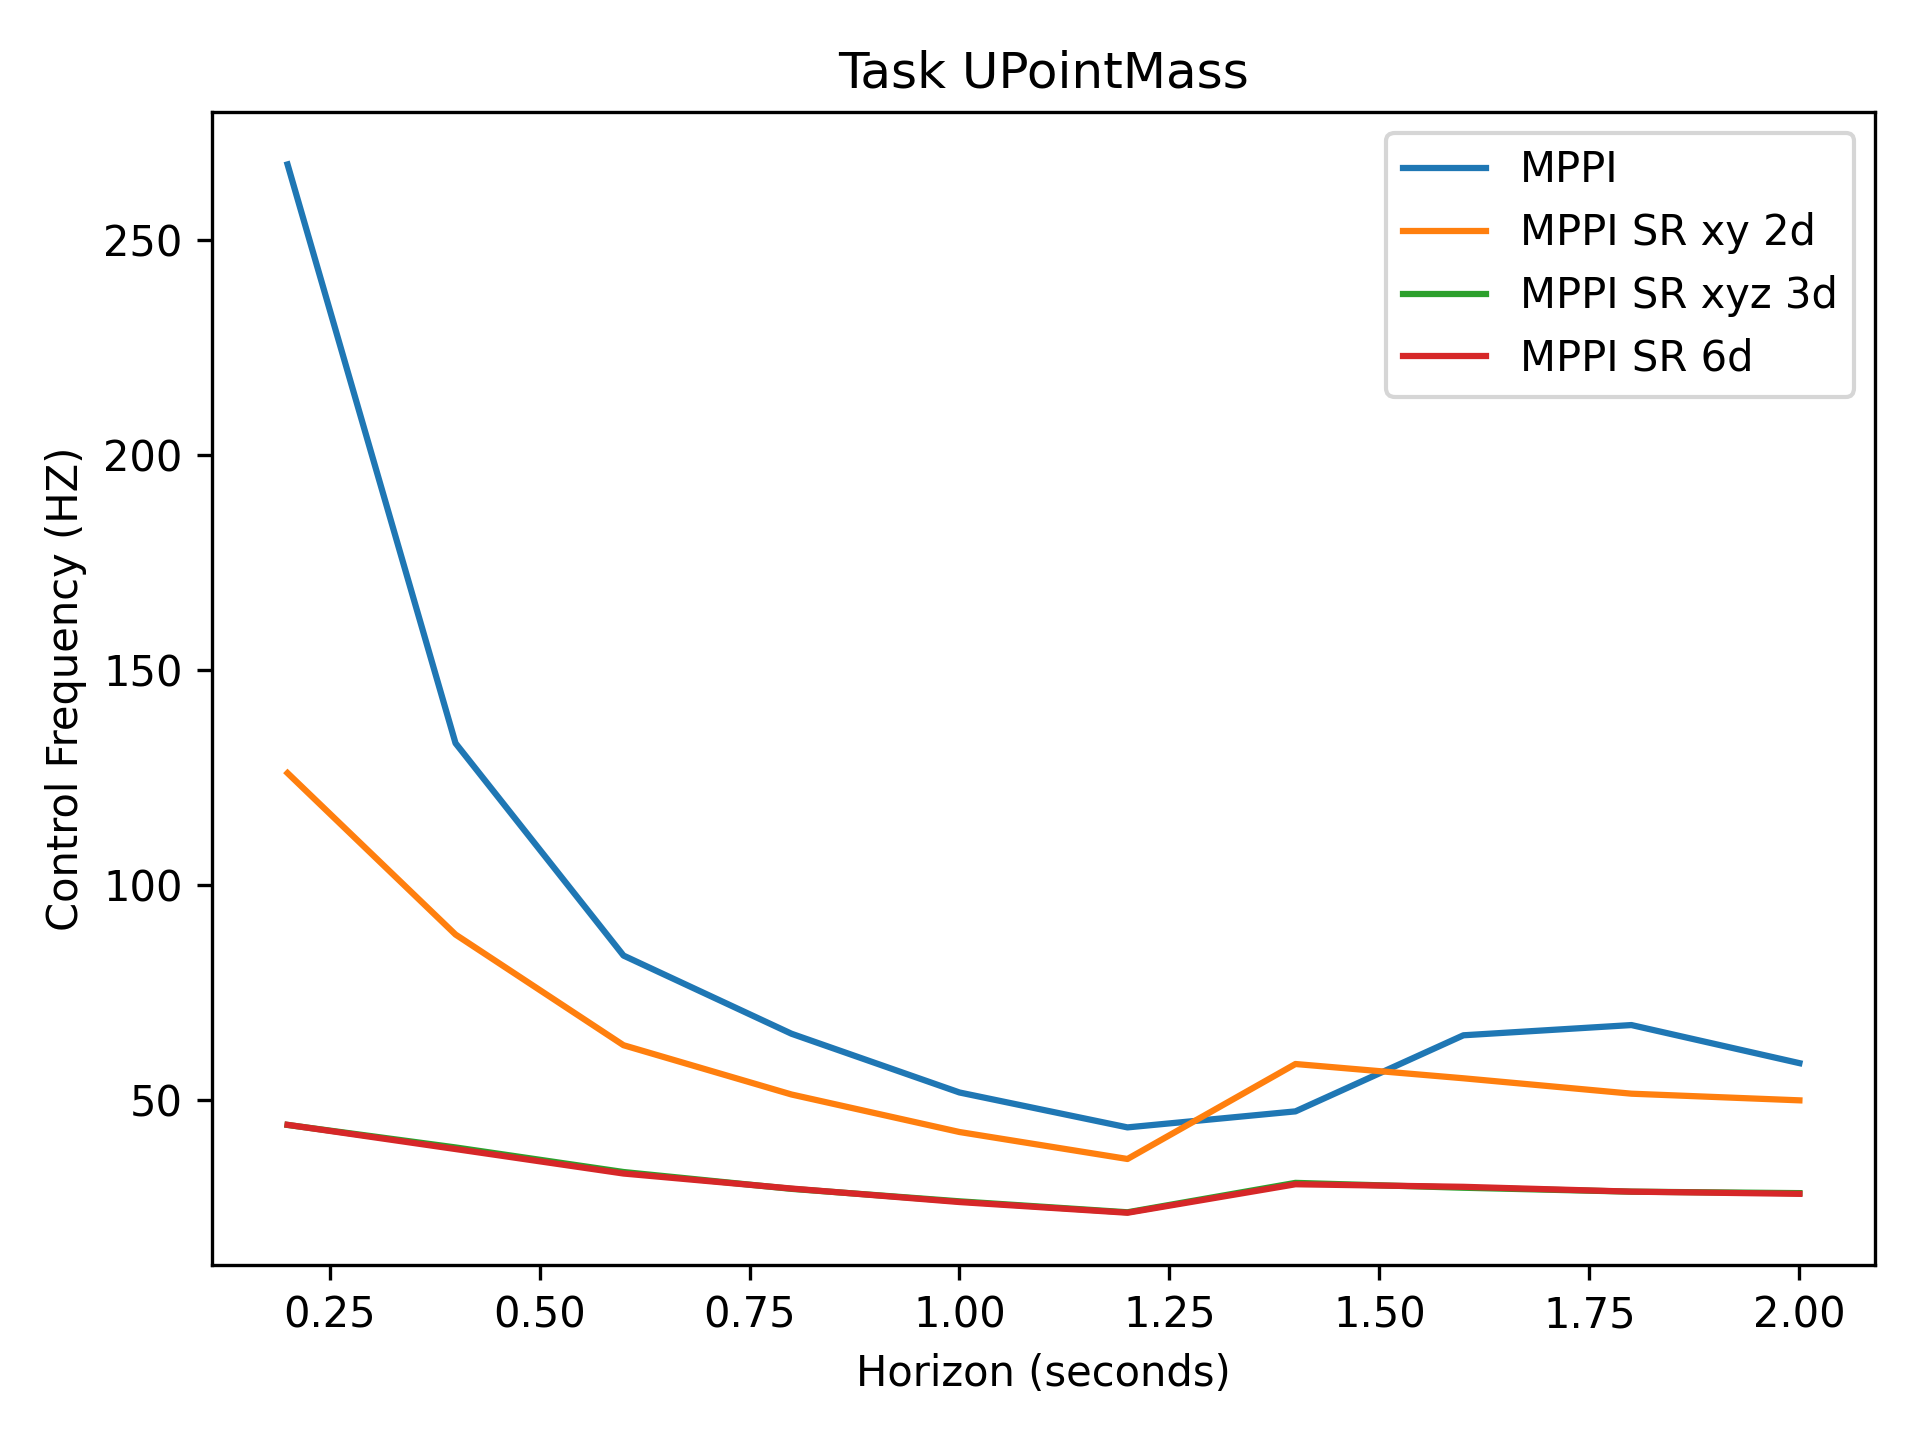 Task UPointMass
MPPI
MPPI SR xy 2d
MPPI SR xyz 3d
MPPI SR 6d
Control Frequency (HZ)
250
200
150
100
50
0.25 0.50 0.75 1.00 1.25 1.50 1.75 2.00
Horizon (seconds)